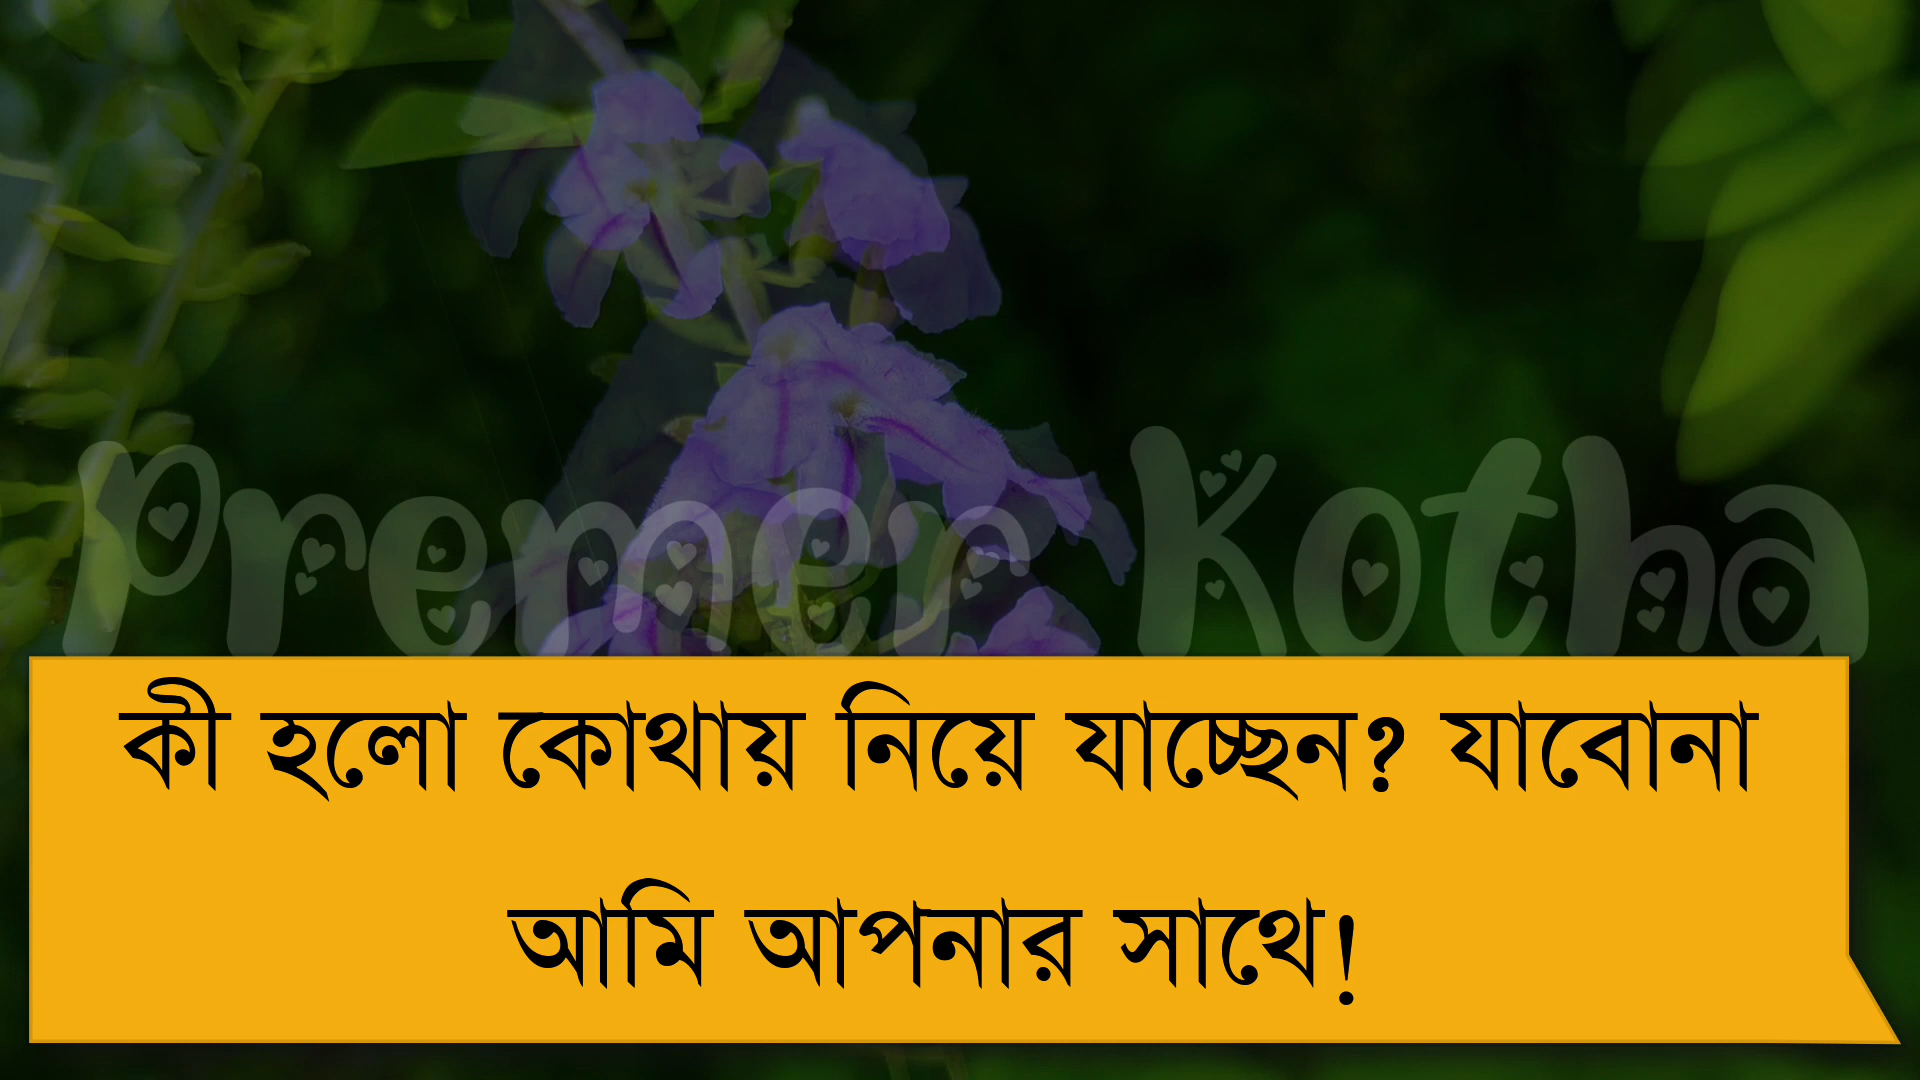 Premer Kotha
কী হলো কোথায় নিয়ে যাচ্ছেন? যাবোনা
আমি আপনার সাথে!